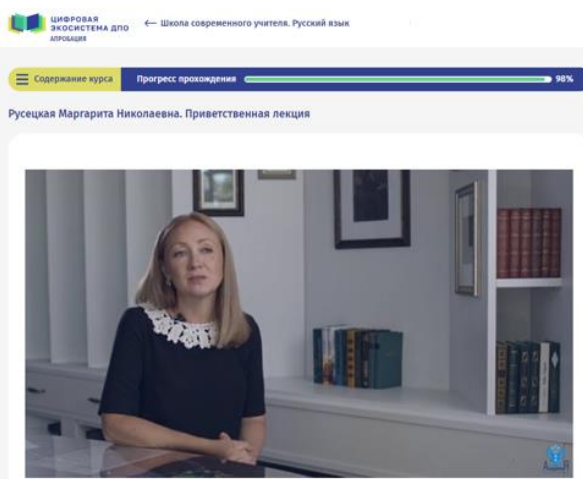 ЦИФРОВАЯ
ЭКОСИСТЕМА ДПО
АПРОБАЦИЯ
← Школа современного учителя. Русский язык
Содержание курса
Прогресс прохождения
98%
Русецкая Маргарита Николаевна. Приветственная лекция